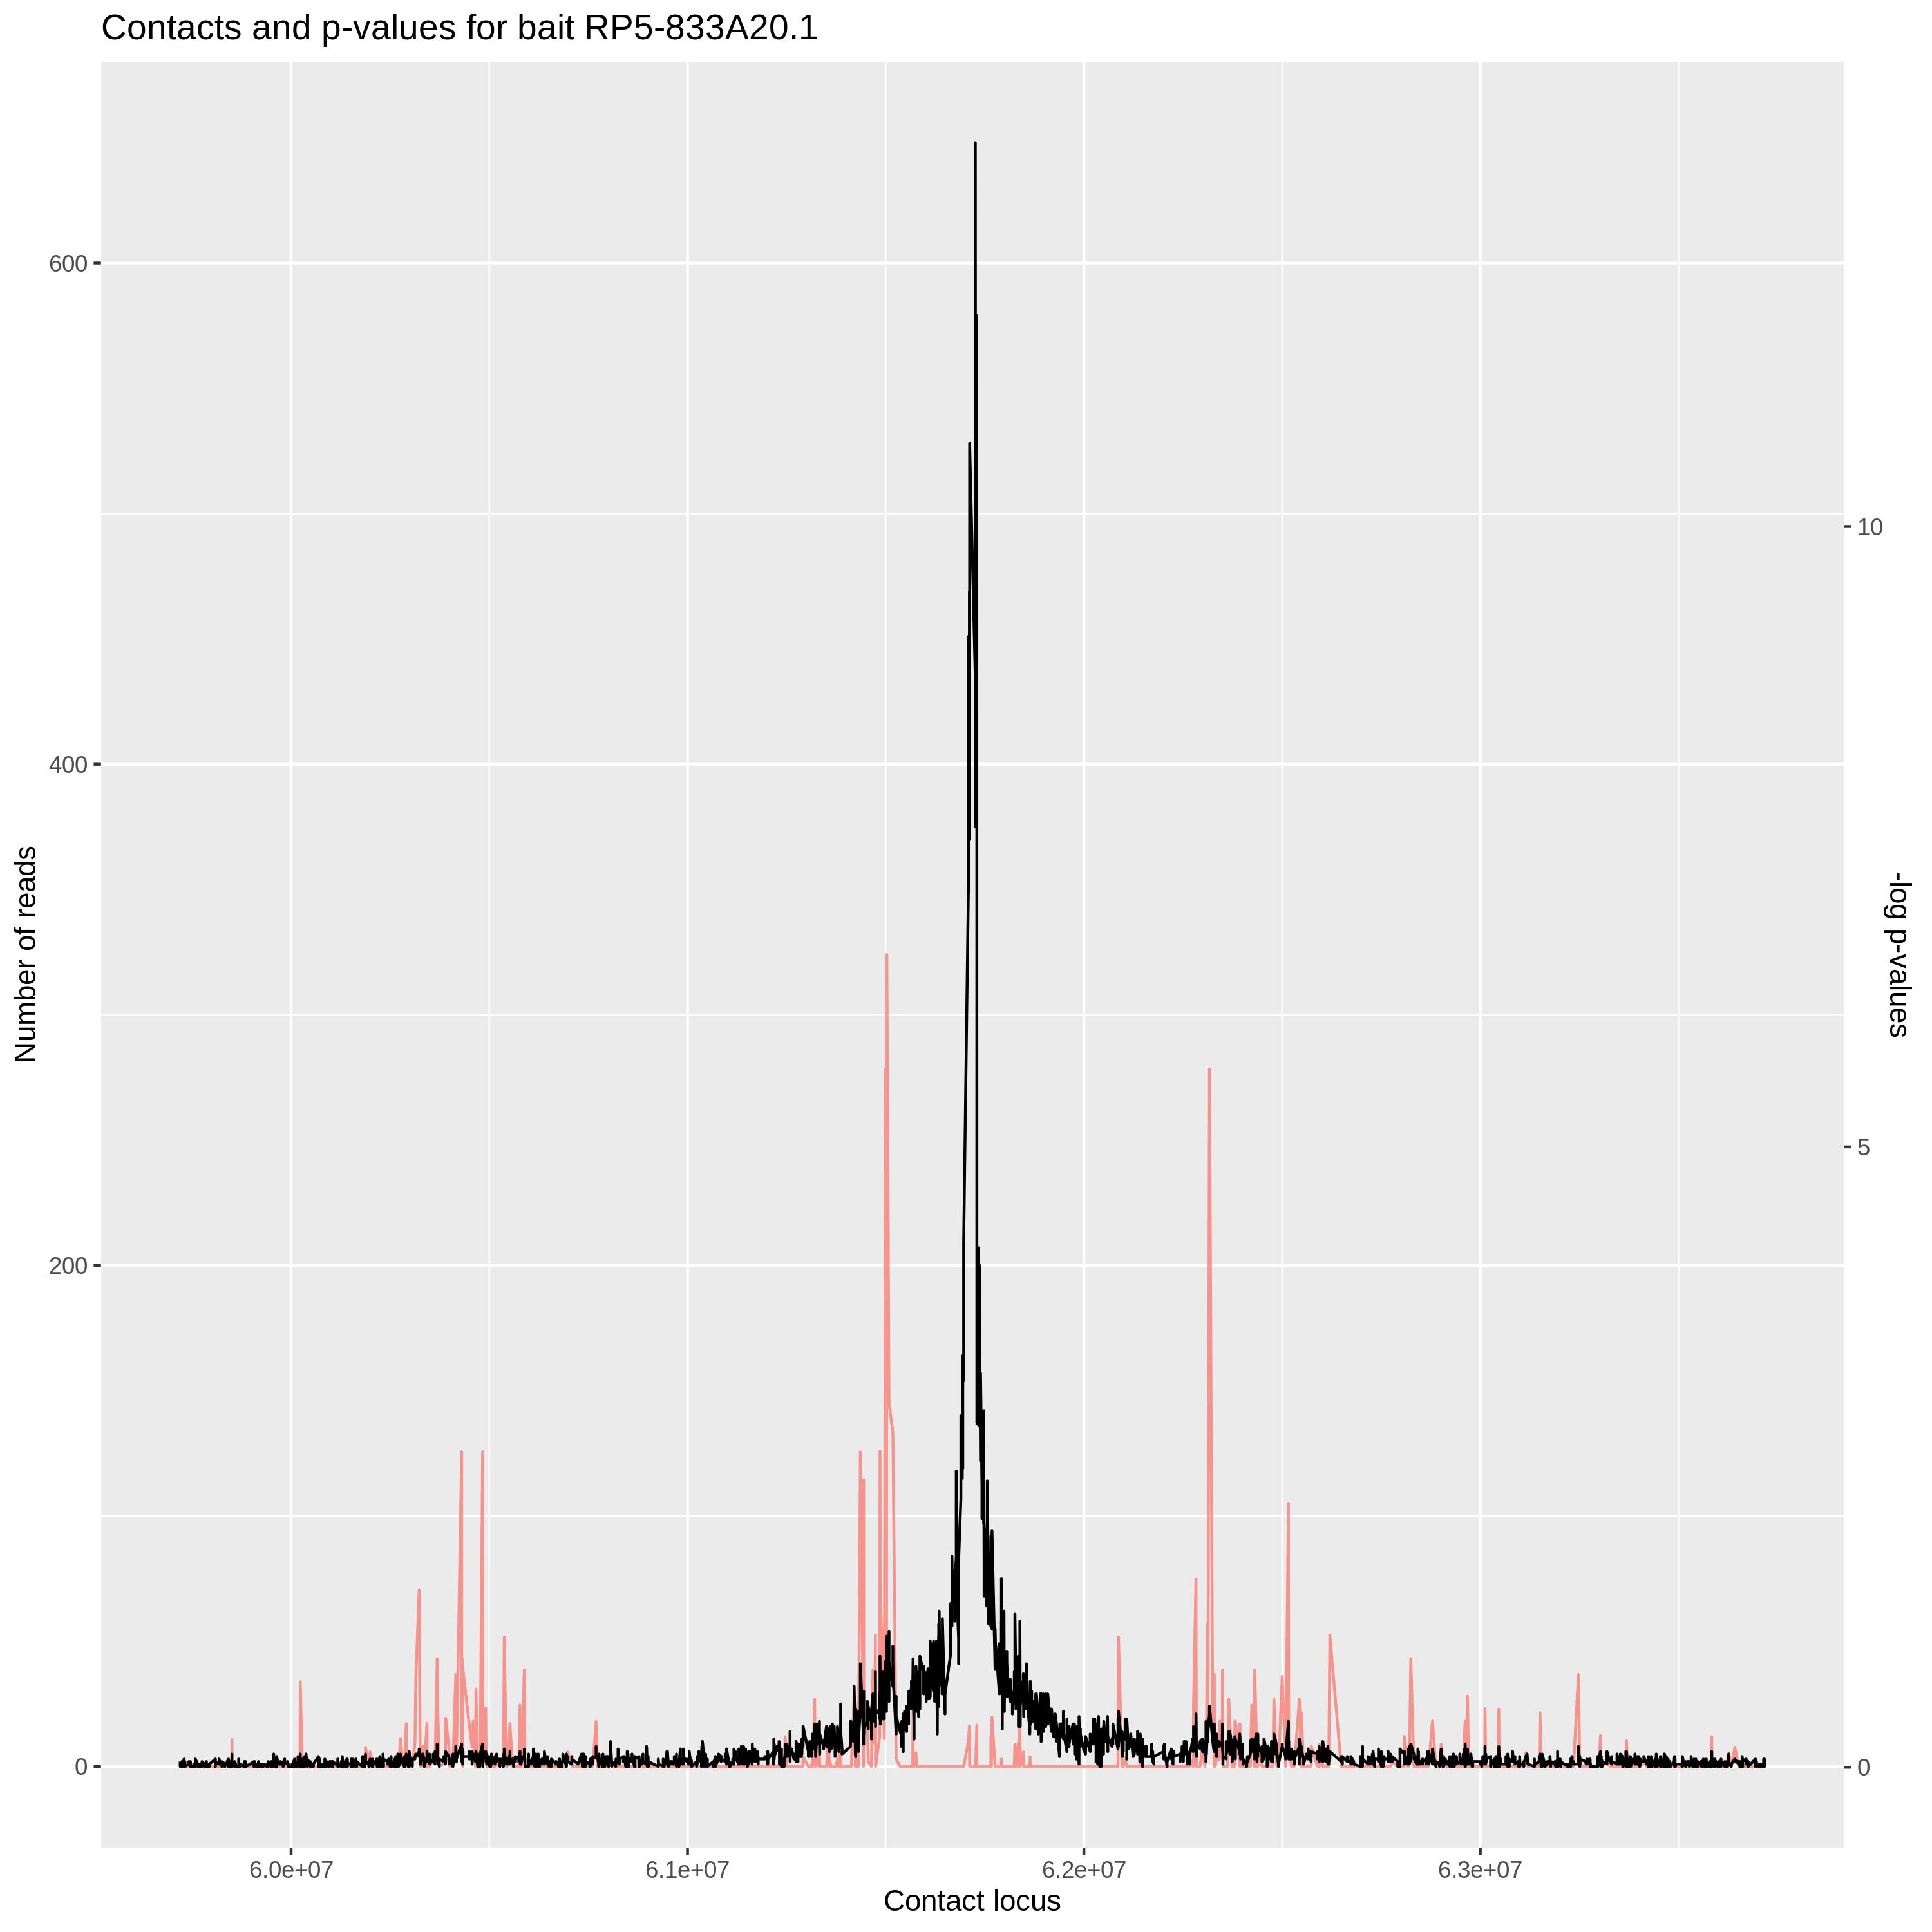 Contacts and p-values for bait RP5-833A20.1
600
400
200
0
Number of reads
10
5
0
-log p-values
6.0e+07
6.1e+07
6.2e+07
6.3e+07
Contact locus